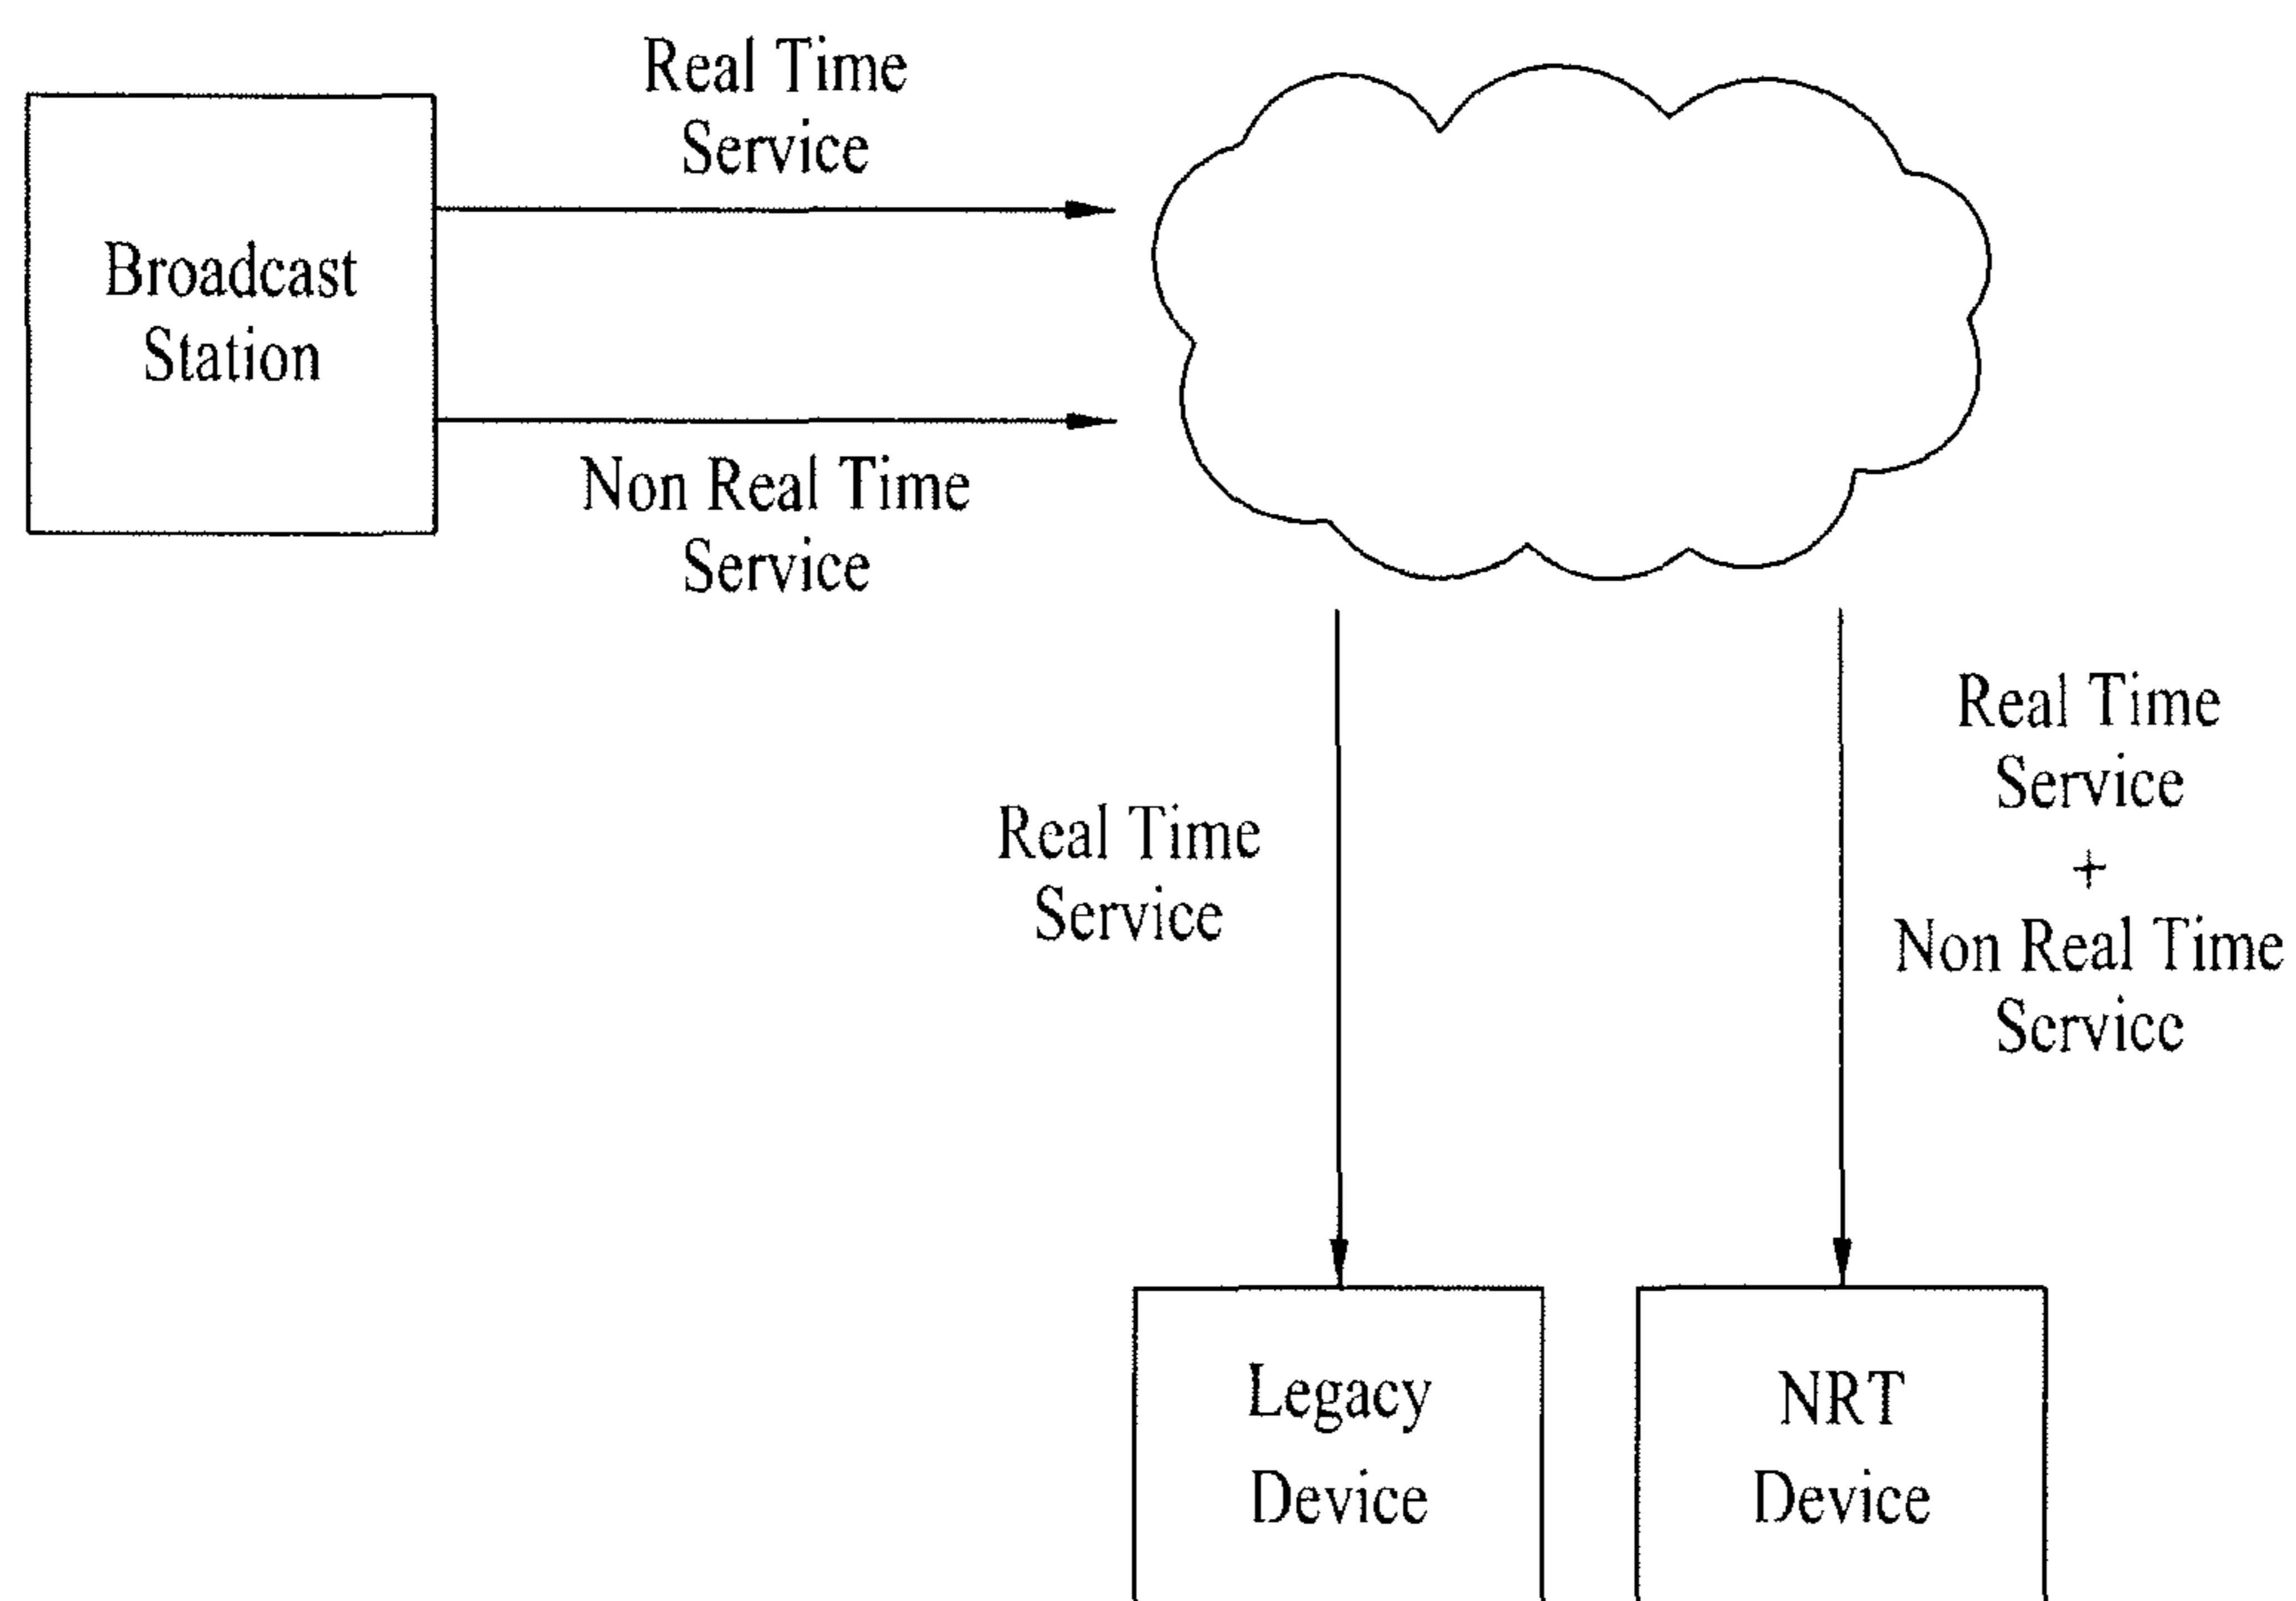 Real Time
Service
Broadcast
Station
Non Real Time
Service
Real Time
Service
Real Time
Service
+
Non Real Time
Service
Legacy
Device
NRT
Device